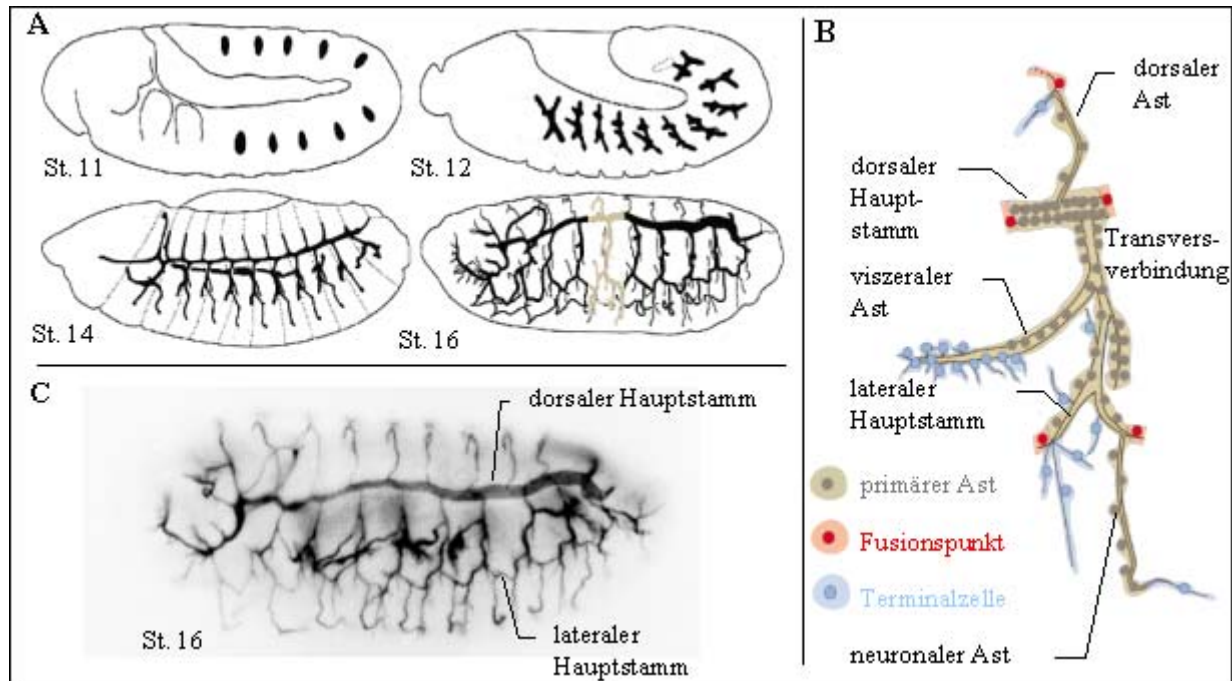 A
St. 11
St. 12
St. 14
St. 16
B
dorsaler
Ast
dorsaler
Haupt-
stamm
Transvers-
verbindung
viszeraler
Ast
lateraler
Hauptstamm
primärer Ast
Fusionspunkt
Terminalzelle
neuronaler Ast
C
dorsaler Hauptstamm
St. 16
lateraler
Hauptstamm